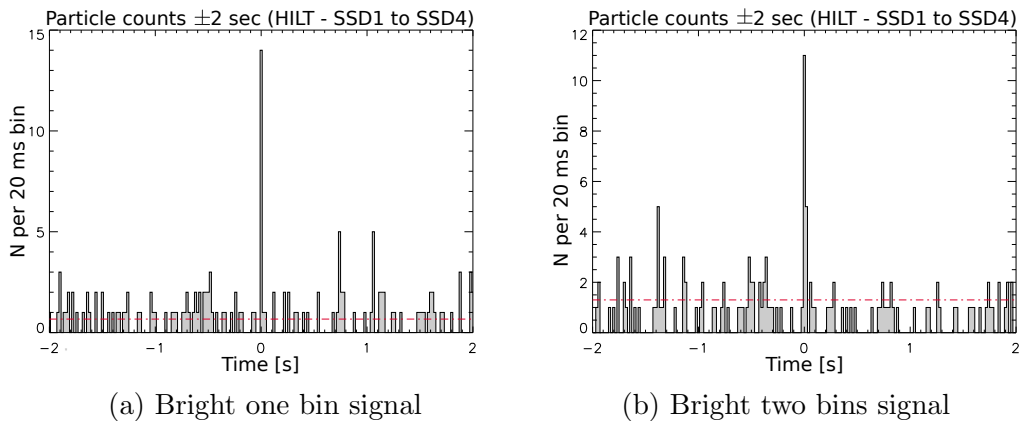 Particle counts ±2 sec (HILT - SSD1 to SSD4)
N per 20 ms bin
15
10
5
0
−2
−1
0
1
2
Time [s]
(a) Bright one bin signal
Particle counts ±2 sec (HILT - SSD1 to SSD4)
N per 20 ms bin
12
10
8
6
4
2
0
−2
−1
0
1
2
Time [s]
(b) Bright two bins signal